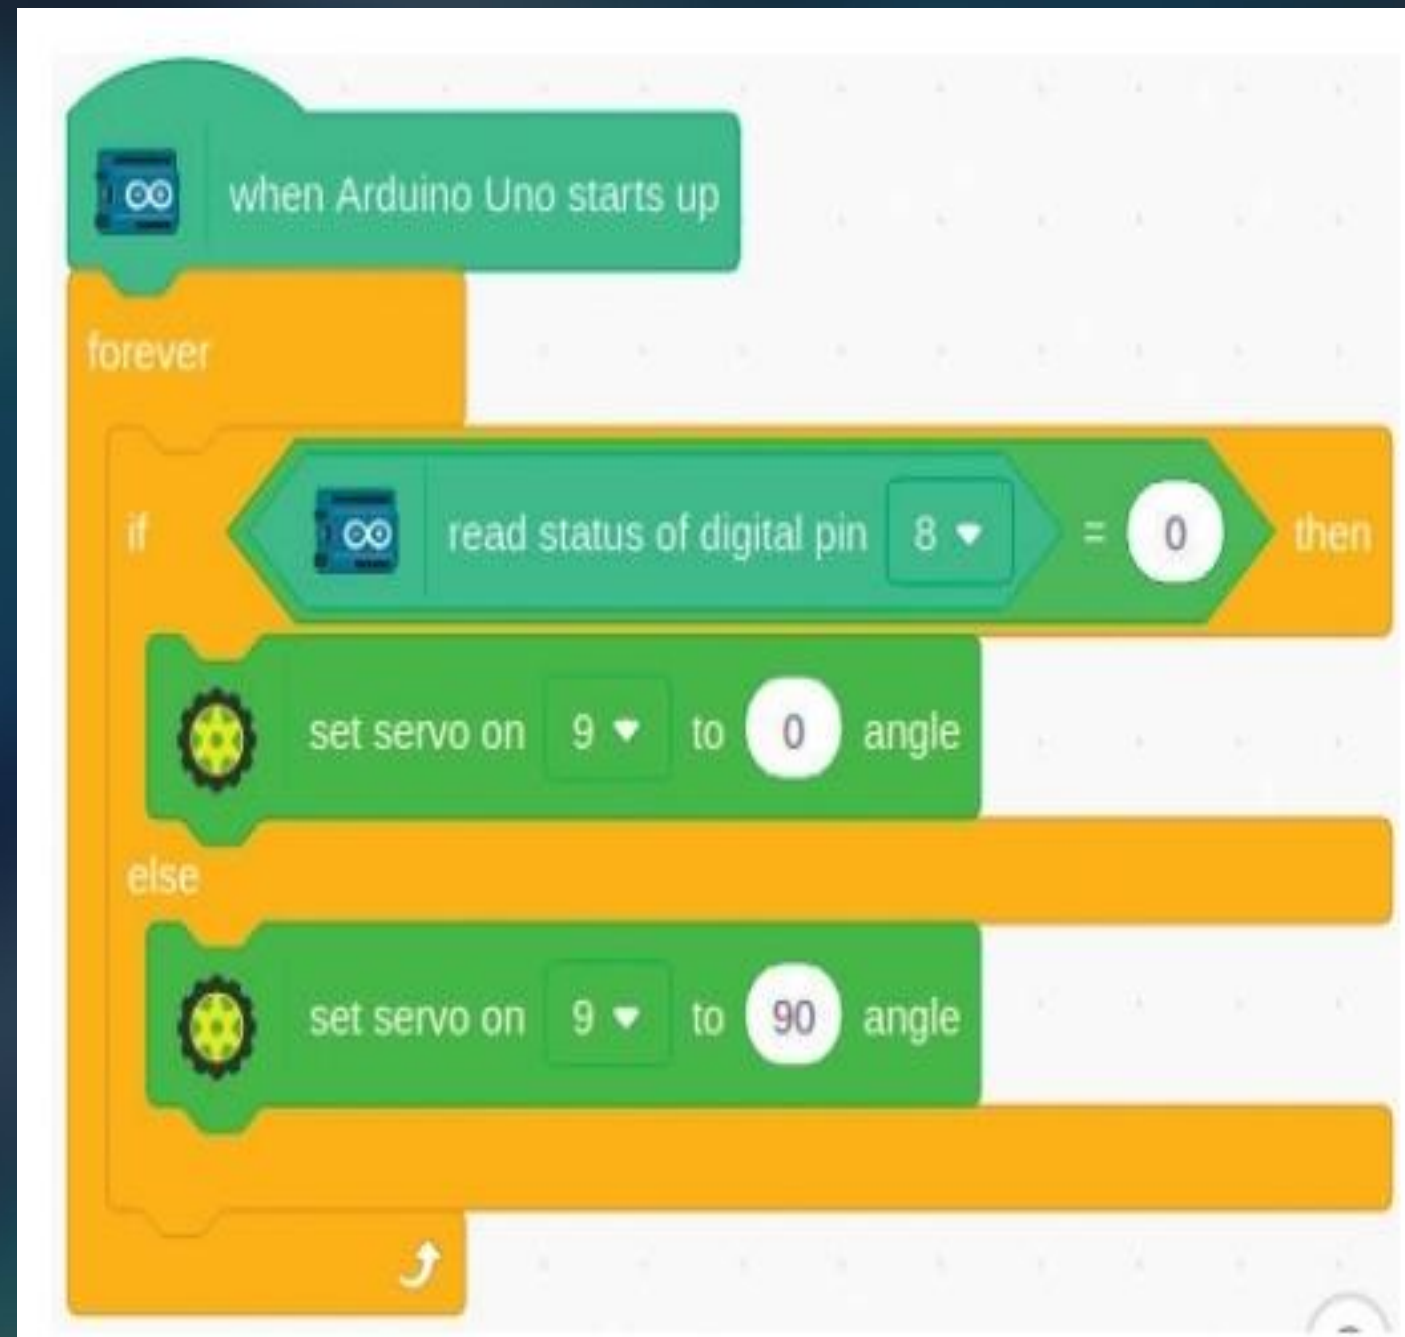 when Arduino Uno starts up
forever
if read status of digital pin 8 = 0 then
set servo on 9 to 0 angle
else
set servo on 9 to 90 angle